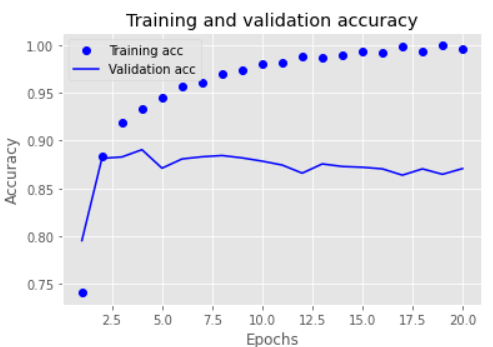 Training and validation accuracy
1.00
0.95
0.90
0.85
0.80
0.75
Accuracy
Training acc
Validation acc
2.5 5.0 7.5 10.0 12.5 15.0 17.5 20.0
Epochs